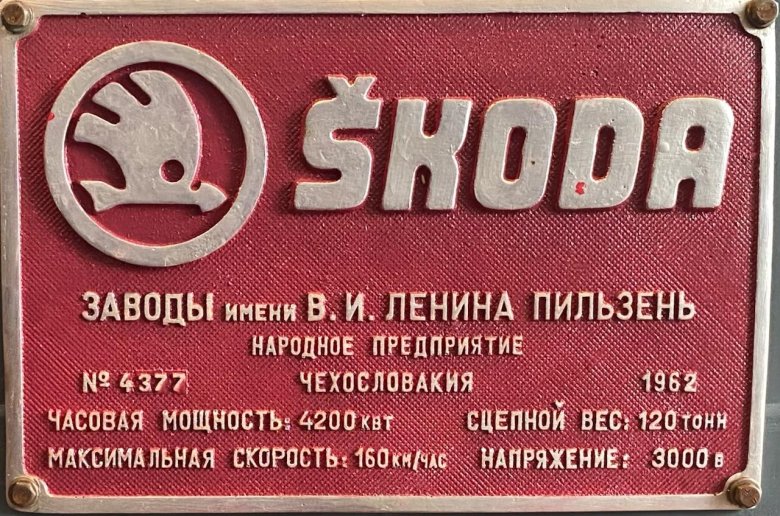 ŠKODA
ЗАВОДЫ ИМЕНИ В.И. ЛЕНИНА ПИЛЬЗЕНЬ
НАРОДНОЕ ПРЕДПРИЯТИЕ
№ 4377 ЧЕХОСЛОВАКИЯ 1962
ЧАСОВАЯ МОЩНОСТЬ: 4200 КВТ СЦЕПНОЙ ВЕС: 120 ТОНН
МАКСИМАЛЬНАЯ СКОРОСТЬ: 160 КМ/ЧАС НАПРЯЖЕНИЕ: 3000 В